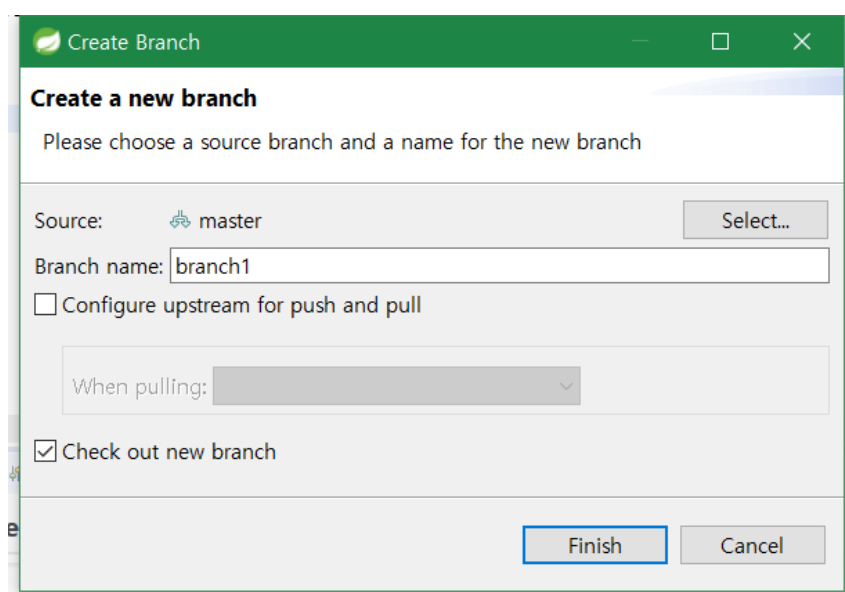 Create Branch
Create a new branch
Please choose a source branch and a name for the new branch
Source: master Select...
Branch name: branch1
Configure upstream for push and pull
When pulling:
Check out new branch
e
Finish Cancel